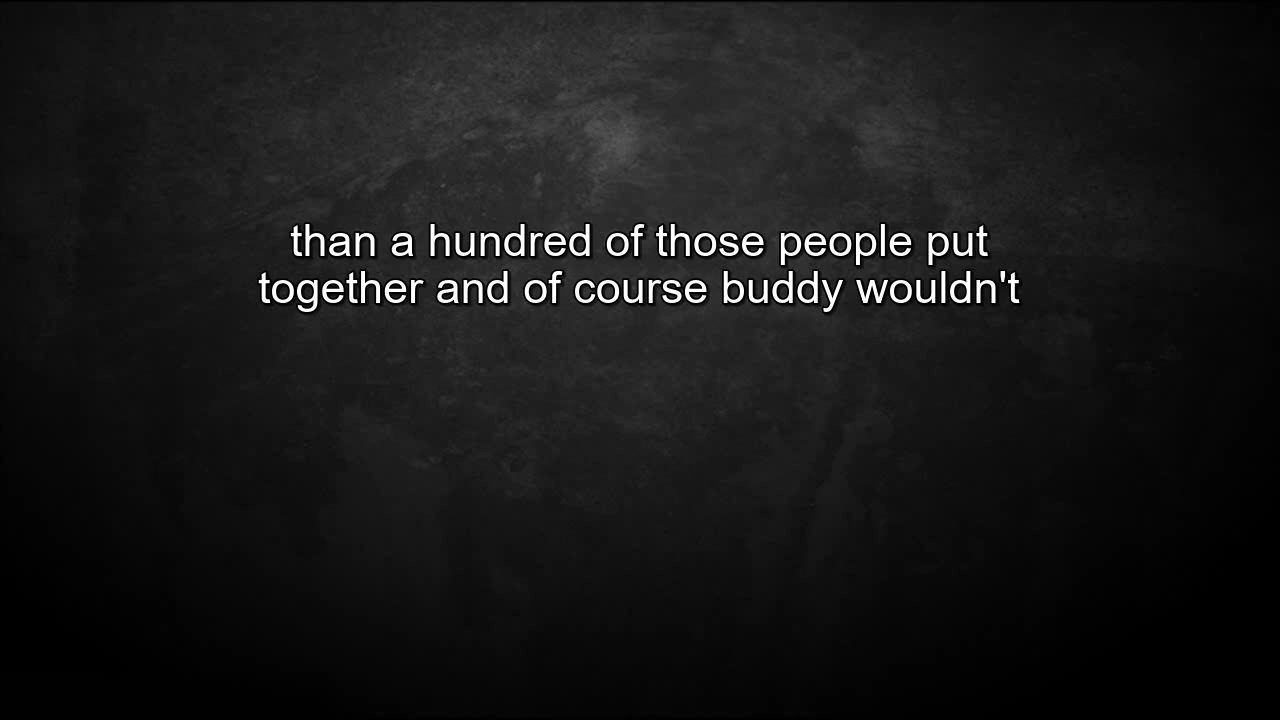 than a hundred of those people put
together and of course buddy wouldn't